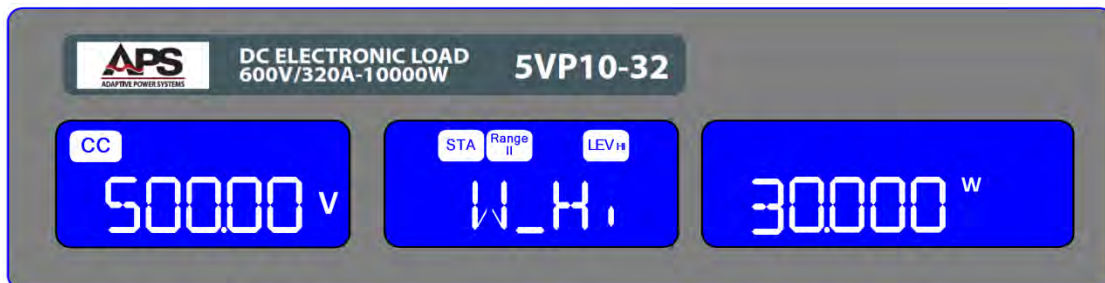 APS
ADAPTIVE POWER SYSTEMS
DC ELECTRONIC LOAD
600V/320A-10000W
5VP10-32
CC
500.00 V
STA Range II LEV HI
W_Hi
30.000 W